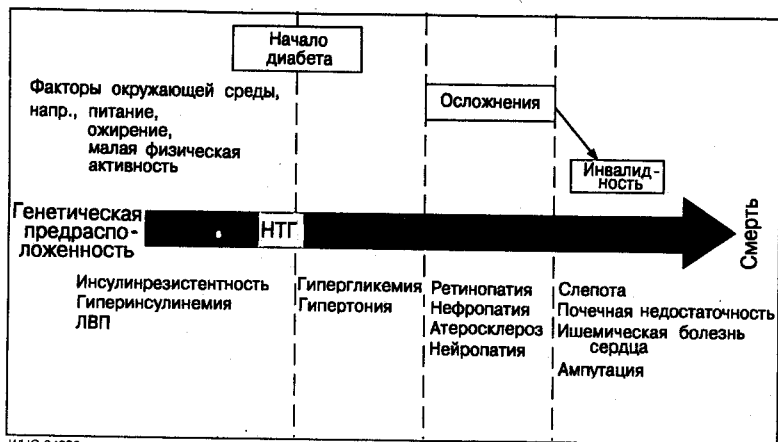 Начало
диабета
Факторы окружающей среды,
напр., питание,
ожирение,
малая физическая
активность
Осложнения
Инвалид-
ность
Генетическая
предраспо-
ложенность
НТГ
Смерть
Инсулинрезистентность
Гиперинсулинемия
ЛВП
Гипергликемия
Гипертония
Ретинопатия
Нефропатия
Атеросклероз
Нейропатия
Слепота
Почечная недостаточность
Ишемическая болезнь
сердца
Ампутация